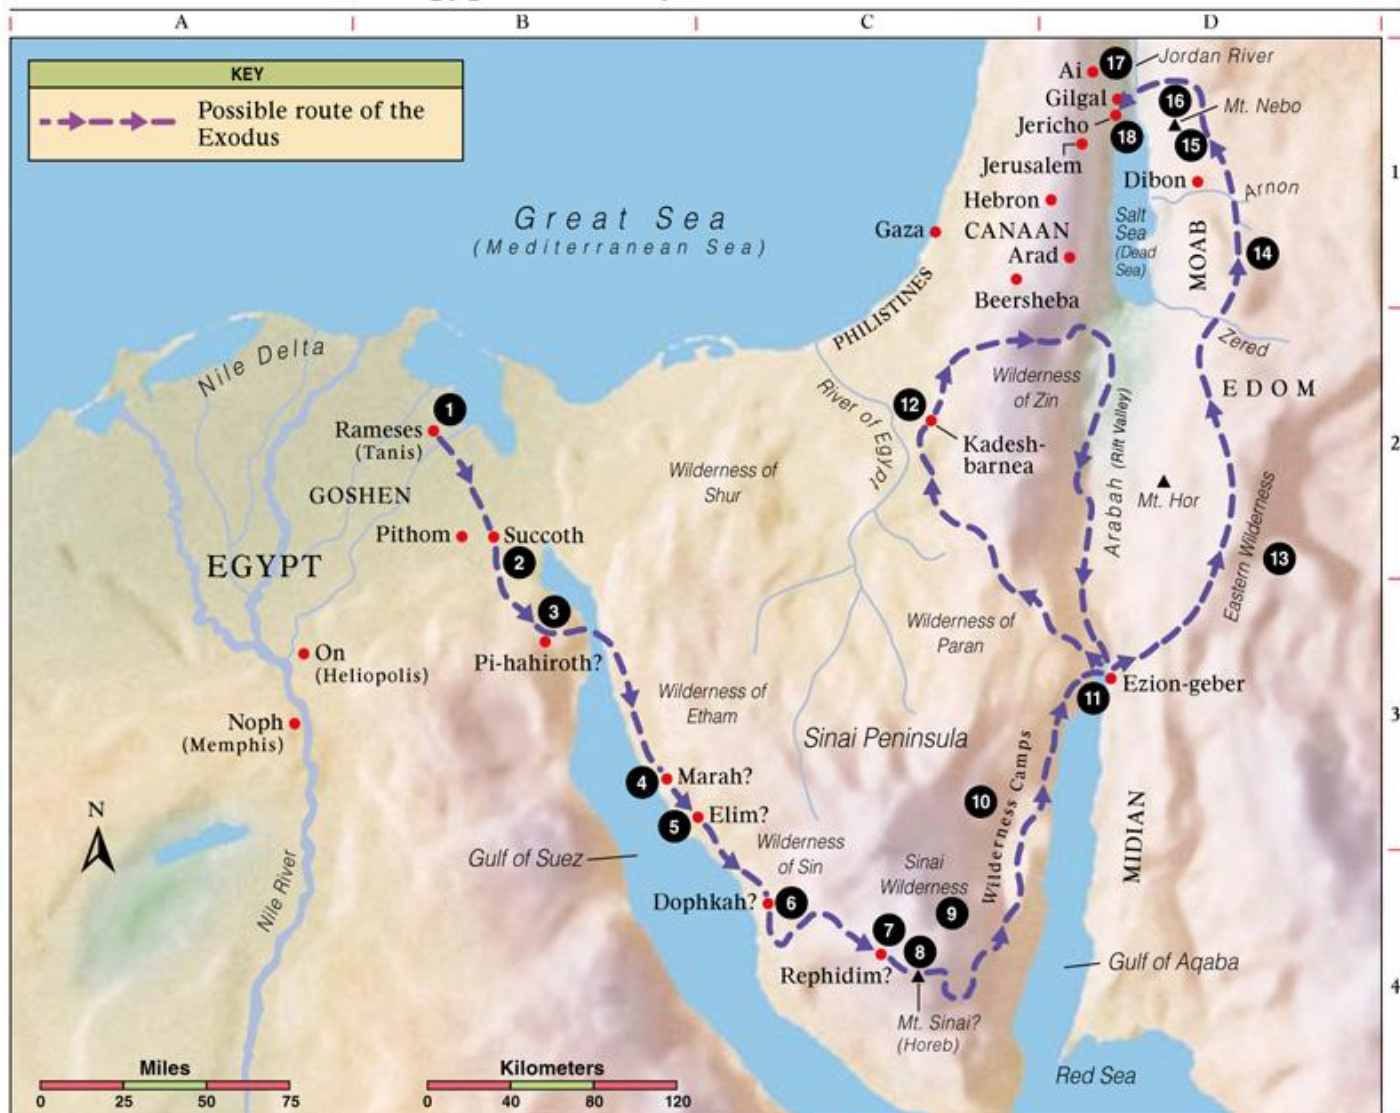 A
B
C
D
KEY
Possible route of the
Exodus
Great Sea
(Mediterranean Sea)
Ai
17
Jordan River
Gilgal
16
Mt. Nebo
Jericho
18
15
Jerusalem
Dibon
Arnon
1
Hebron
Salt
Sea
(Dead
Sea)
Gaza
CANAAN
MOAB
Arad
14
Beersheba
PHILISTINES
Zered
Nile Delta
Wilderness
of Zin
EDOM
1
12
River of Egypt
Rameses
(Tanis)
Kadesh-
barnea
Arabah (Rift Valley)
2
Wilderness of
Shur
GOSHEN
Mt. Hor
Pithom
Succoth
2
Eastern Wilderness
13
EGYPT
3
Wilderness of
Paran
On
(Heliopolis)
Pi-hahiroth?
Wilderness of
Etham
11
Ezion-geber
3
Noph
(Memphis)
Sinai Peninsula
4
Marah?
10
Wilderness Camps
N
5
Elim?
MIDIAN
Gulf of Suez
Wilderness
of Sin
Sinai
Wilderness
Nile River
Dophkah?
6
9
7
8
Rephidim?
Gulf of Aqaba
4
Mt. Sinai?
(Horeb)
Miles
0 25 50 75
Kilometers
0 40 80 120
Red Sea